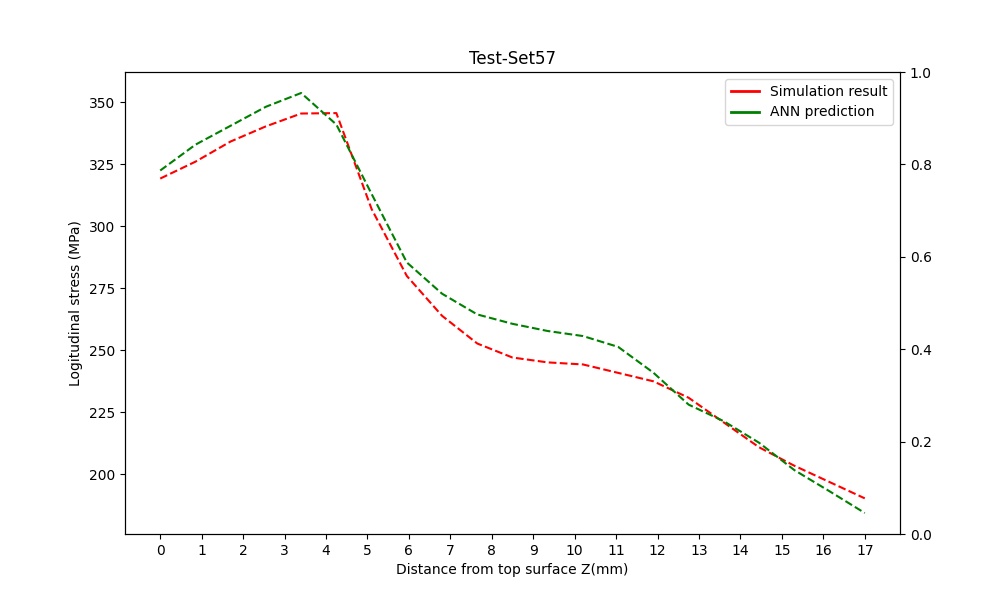 Test-Set57
Simulation result
ANN prediction
350
325
300
275
250
225
200
1.0
0.8
0.6
0.4
0.2
0.0
0 1 2 3 4 5 6 7 8 9 10 11 12 13 14 15 16 17
Distance from top surface Z(mm)
Logitudinal stress (MPa)